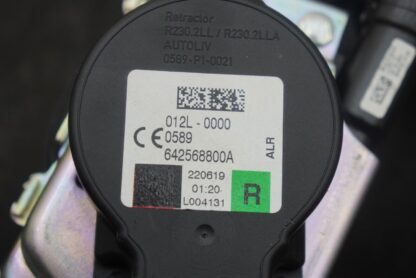 Retractor
R230.2LL / R230.2LLA
AUTOLIV
0589-P1-0021
012L - 0000
CE 0589
642568800A
ALR
220619
01:20
L004131
R